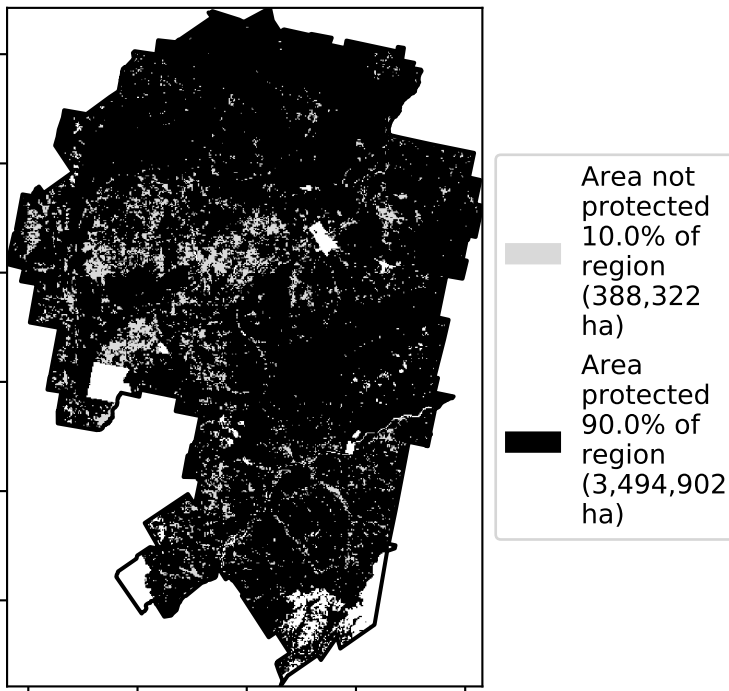 Area not
protected
10.0% of
region
(388,322
ha)
Area
protected
90.0% of
region
(3,494,902
ha)